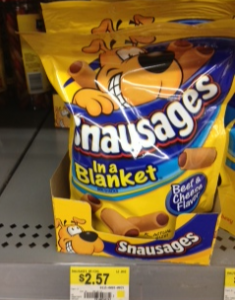 Snausages
In a
Blanket
Beef &
Cheese
Flavor
Snausages
$2.57